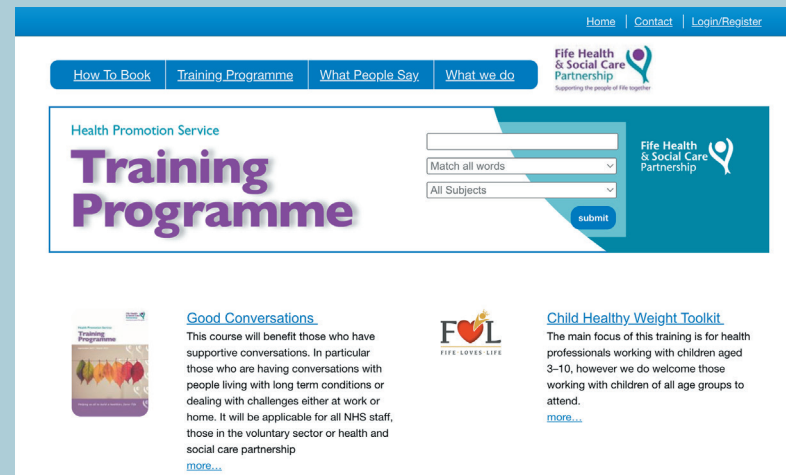 Home Contact Login/Register
How To Book Training Programme What People Say What we do
Fife Health
& Social Care
Partnership
Supporting the people of Fife together
Health Promotion Service
Training
Programme
Match all words
All Subjects
submit
Fife Health
& Social Care
Partnership
Training
Programme
Good Conversations
This course will benefit those who have
supportive conversations. In particular
those who are having conversations with
people living with long term conditions or
dealing with challenges either at work or
home. It will be applicable for all NHS staff,
those in the voluntary sector or health and
social care partnership
more...
FIFE·LOVES·LIFE
Child Healthy Weight Toolkit
The main focus of this training is for health
professionals working with children aged
3–10, however we do welcome those
working with children of all age groups to
attend.
more...